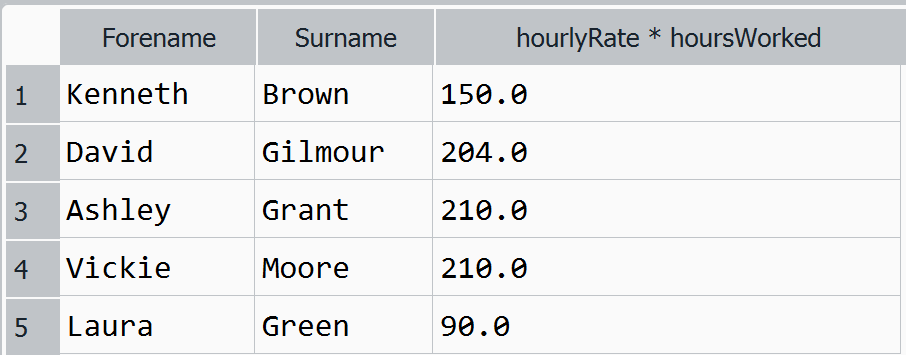 Forename Surname hourlyRate * hoursWorked
1 Kenneth Brown 150.0
2 David Gilmour 204.0
3 Ashley Grant 210.0
4 Vickie Moore 210.0
5 Laura Green 90.0